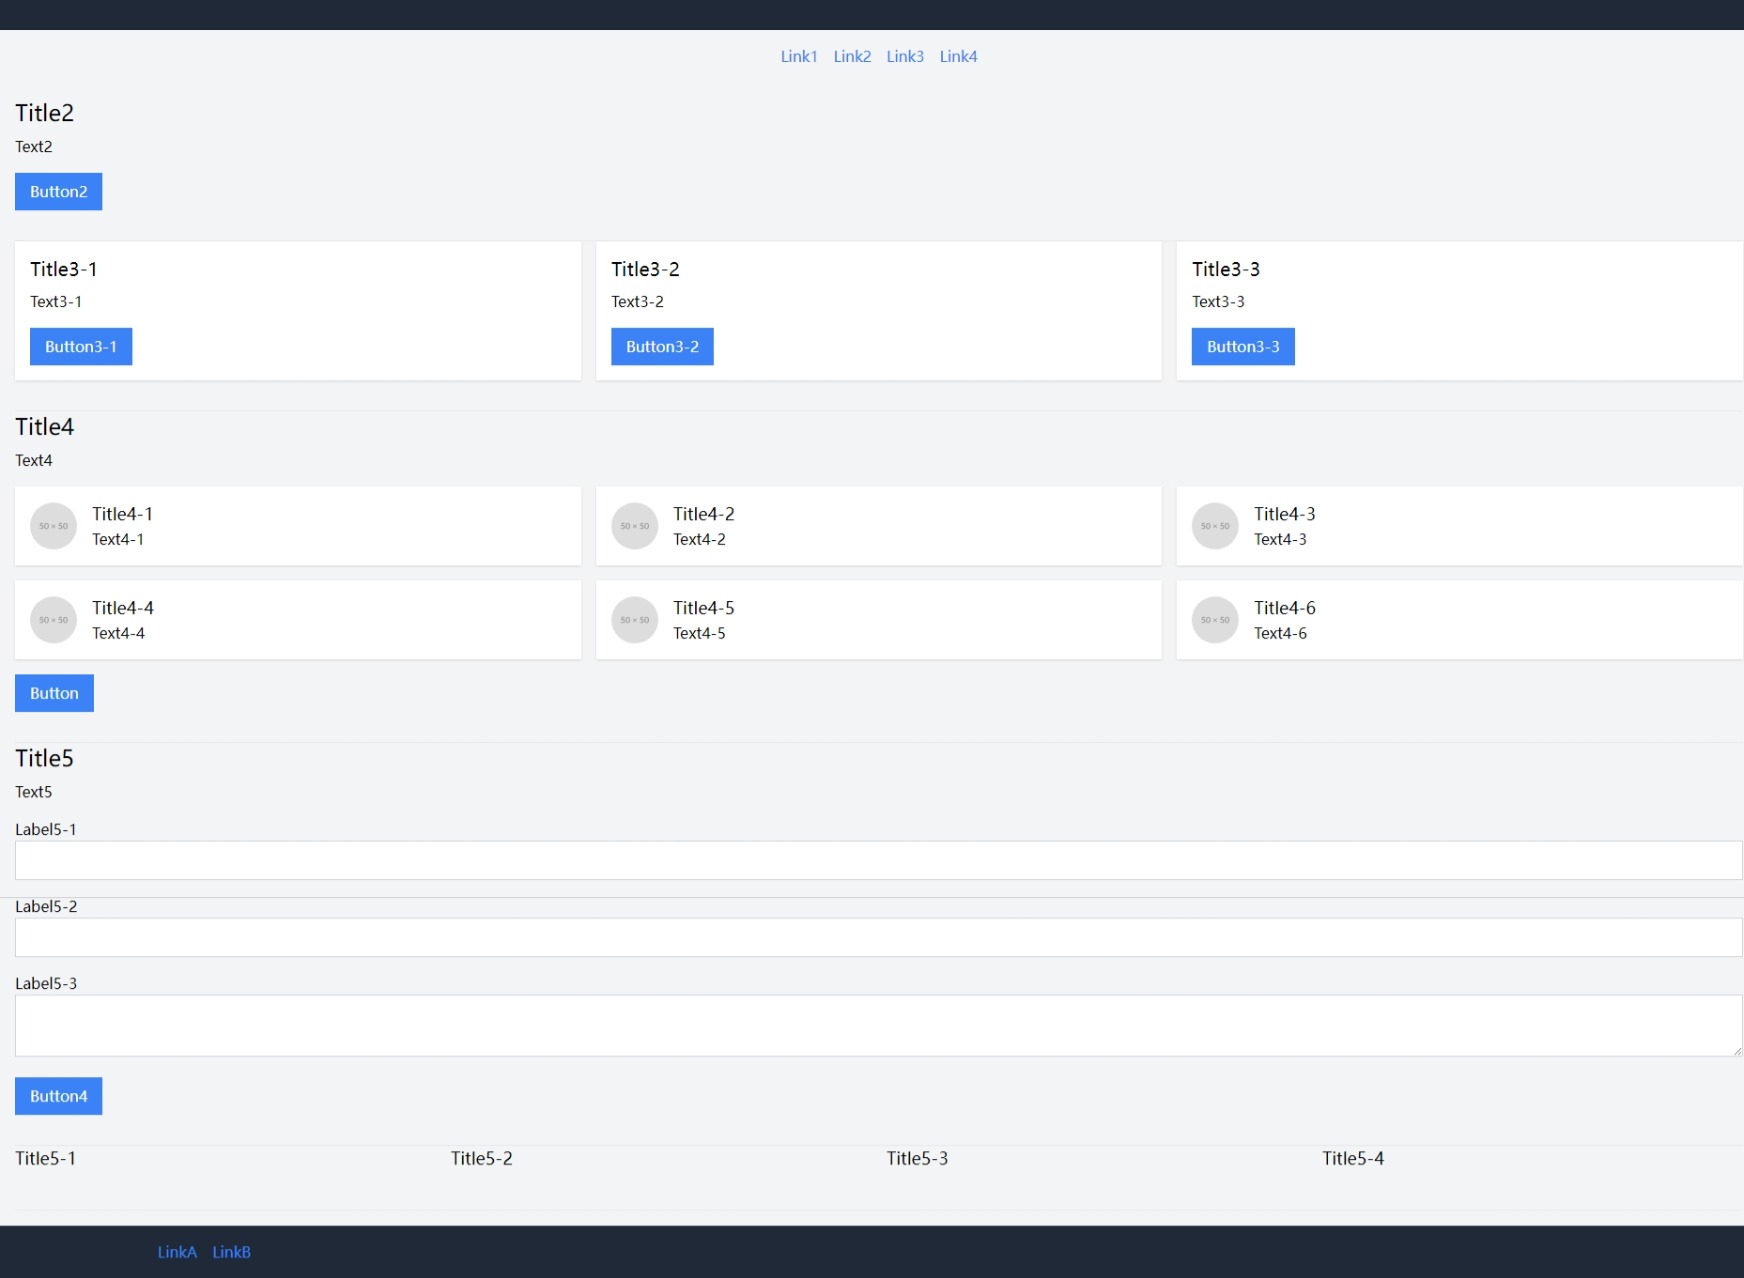 Link1 Link2 Link3 Link4
Title2
Text2
Button2
Title3-1 Title3-2 Title3-3
Text3-1 Text3-2 Text3-3
Button3-1 Button3-2 Button3-3
Title4
Text4
50 × 50 Title4-1 50 × 50 Title4-2 50 × 50 Title4-3
Text4-1 Text4-2 Text4-3
50 × 50 Title4-4 50 × 50 Title4-5 50 × 50 Title4-6
Text4-4 Text4-5 Text4-6
Button
Title5
Text5
Label5-1
Label5-2
Label5-3
Button4
Title5-1 Title5-2 Title5-3 Title5-4
LinkA LinkB